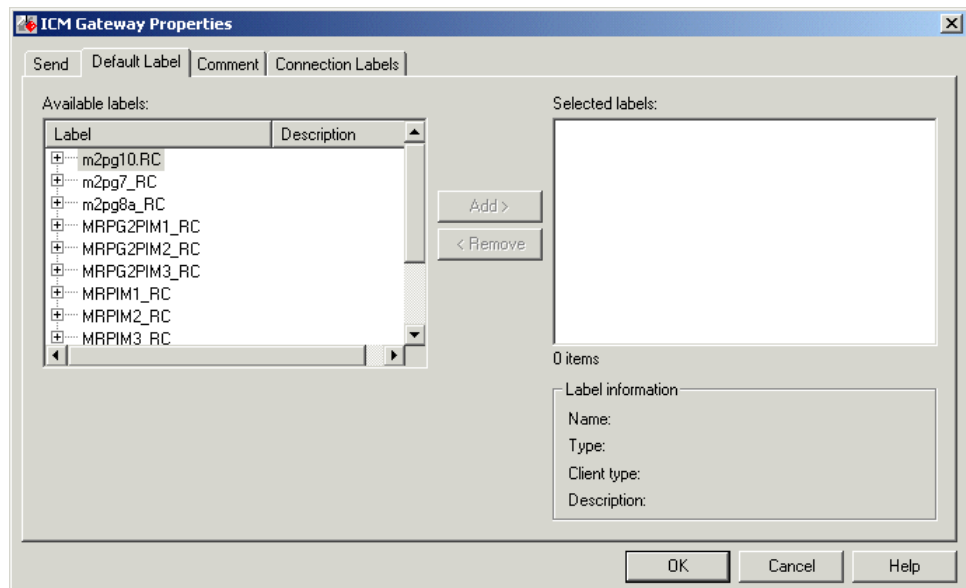 ICM Gateway Properties
Send Default Label Comment Connection Labels
Available labels:
Label Description
m2pg10.RC
m2pg7_RC
m2pg8a_RC
MRPG2PIM1_RC
MRPG2PIM2_RC
MRPG2PIM3_RC
MRPIM1_RC
MRPIM2_RC
MRPIM3_RC
Add >
< Remove
Selected labels:
0 items
Label information
Name:
Type:
Client type:
Description:
OK Cancel Help